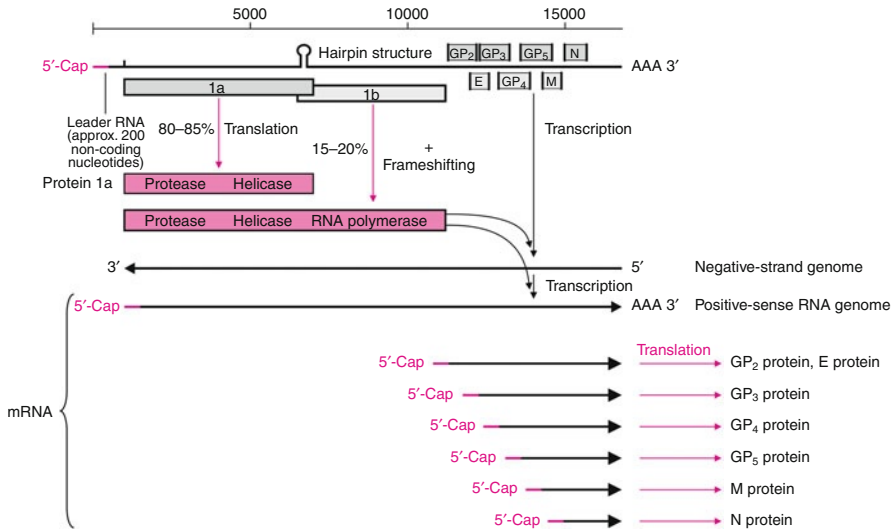 5000 10000 15000
Hairpin structure GP2 GP3 GP5 N
5′-Cap AAA 3′
1a E GP4 M
1b
Leader RNA
(approx. 200
non-coding
nucleotides)
80–85% Translation
15–20% +
Frameshifting
Transcription
Protein 1a Protease Helicase
Protease Helicase RNA polymerase
3′ 5′ Negative-strand genome
Transcription
5′-Cap AAA 3′ Positive-sense RNA genome
mRNA
Translation
5′-Cap GP2 protein, E protein
5′-Cap GP3 protein
5′-Cap GP4 protein
5′-Cap GP5 protein
5′-Cap M protein
5′-Cap N protein